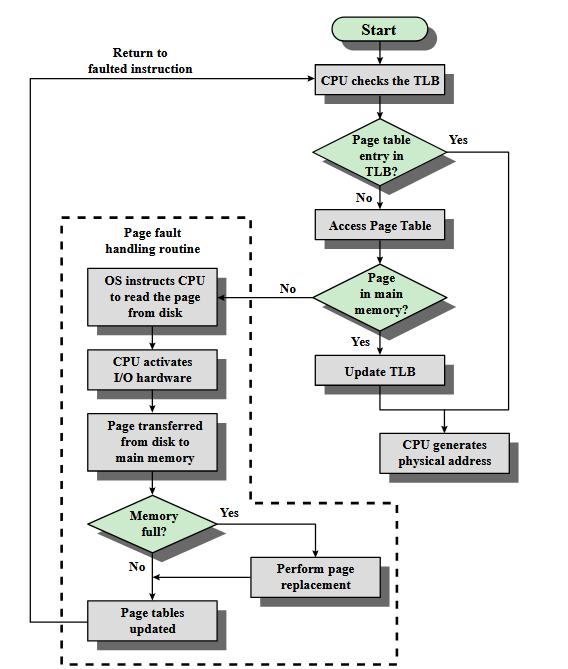 Start
Return to
faulted instruction
CPU checks the TLB
Page table
entry in
TLB?
Yes
No
Access Page Table
Page fault
handling routine
OS instructs CPU
to read the page
from disk
No
Page
in main
memory?
Yes
CPU activates
I/O hardware
Update TLB
Page transferred
from disk to
main memory
CPU generates
physical address
Memory
full?
Yes
No
Perform page
replacement
Page tables
updated